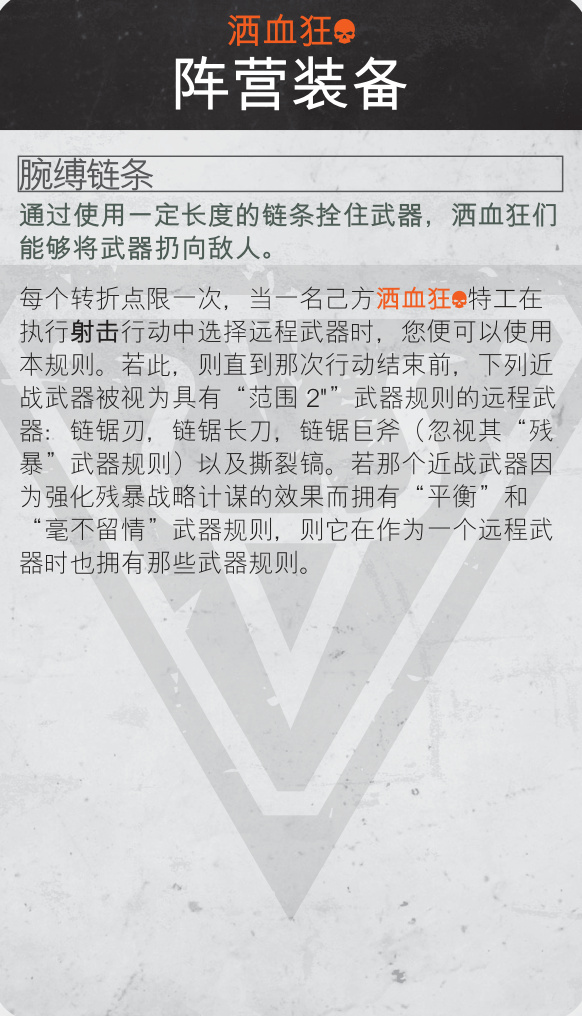 洒血狂
阵营装备
腕缚链条
通过使用一定长度的链条拴住武器，洒血狂们
能够将武器扔向敌人。
每个转折点限一次，当一名己方洒血狂特工在
执行射击行动中选择远程武器时，您便可以使用
本规则。若此，则直到那次行动结束前，下列近
战武器被视为具有“范围 2"”武器规则的远程武
器：链锯刃，链锯长刀，链锯巨斧（忽视其“残
暴”武器规则）以及撕裂镐。若那个近战武器因
为强化残暴战略计谋的效果而拥有“平衡”和
“毫不留情”武器规则，则它在作为一个远程武
器时也拥有那些武器规则。